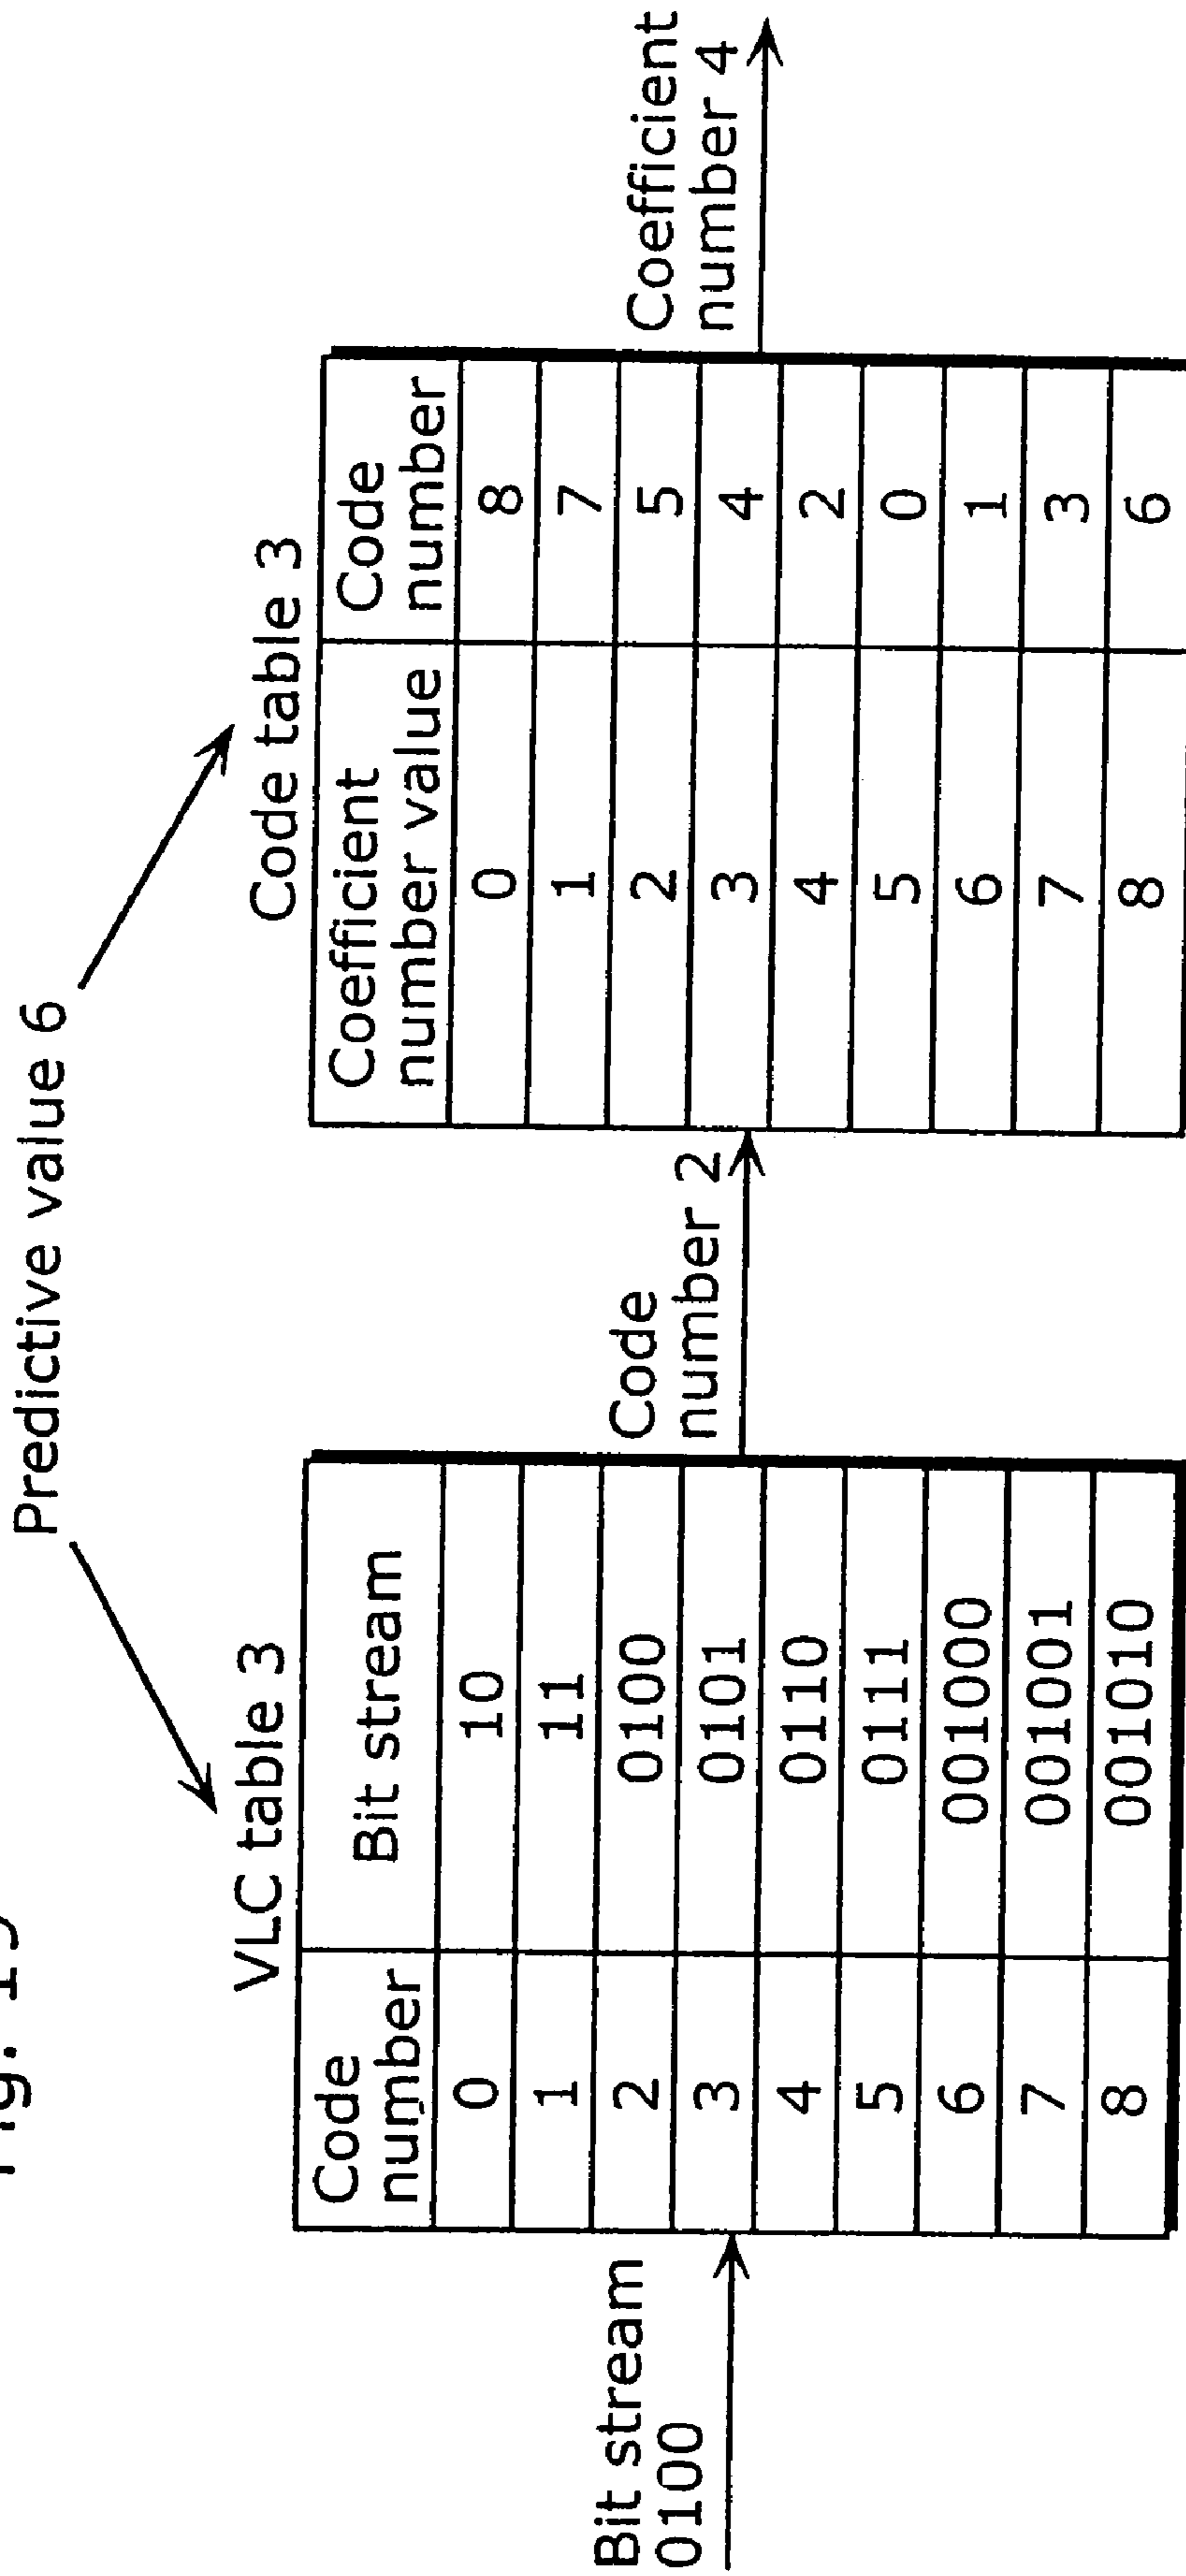 Predictive value 6
VLC table 3
Code number | Bit stream
0 | 10
1 | 11
2 | 0100
3 | 0101
4 | 0110
5 | 0111
6 | 001000
7 | 001001
8 | 001010
Code table 3
Coefficient number value | Code number
0 | 8
1 | 7
2 | 5
3 | 4
4 | 2
5 | 0
6 | 1
7 | 3
8 | 6
Bit stream
0100
Code
number 2
Coefficient
number 4